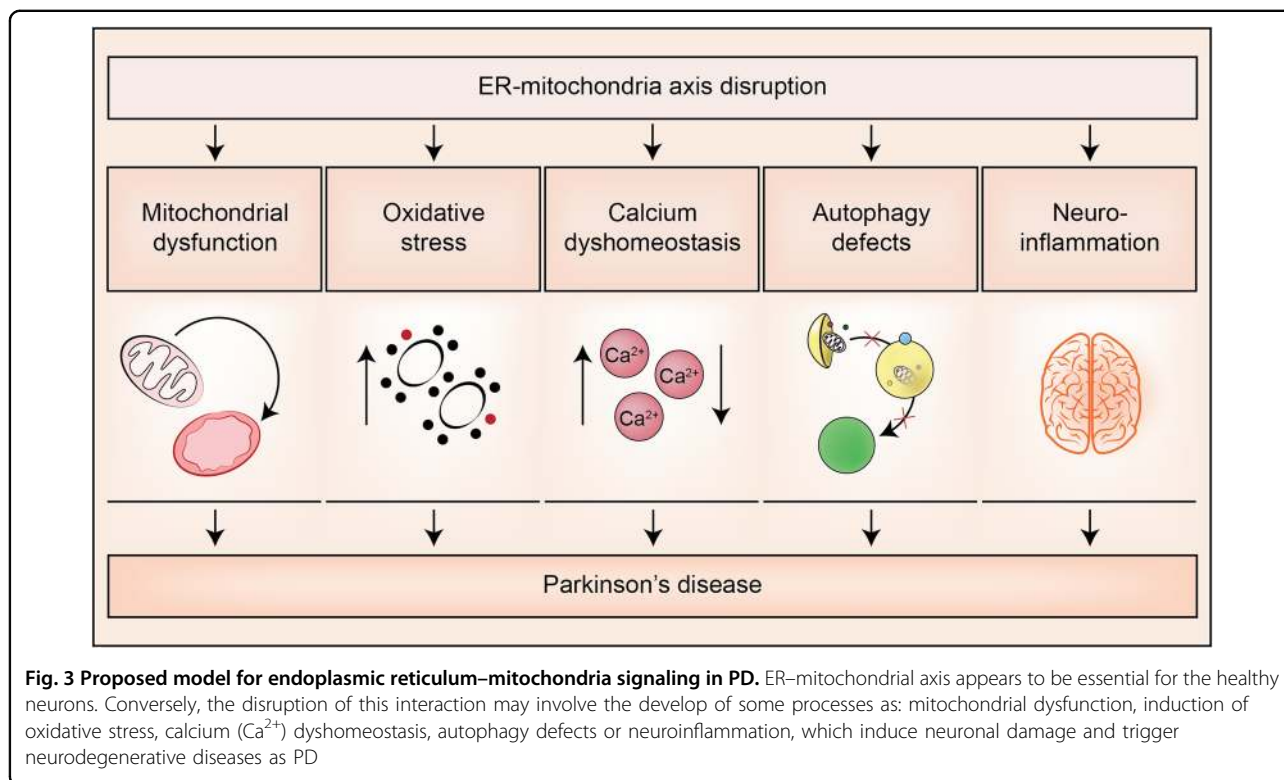 ER-mitochondria axis disruption
Mitochondrial
dysfunction
Oxidative
stress
Calcium
dyshomeostasis
Autophagy
defects
Neuro-
inflammation
Ca²⁺
Ca²⁺
Ca²⁺
Parkinson's disease
Fig. 3 Proposed model for endoplasmic reticulum–mitochondria signaling in PD. ER–mitochondrial axis appears to be essential for the healthy
neurons. Conversely, the disruption of this interaction may involve the develop of some processes as: mitochondrial dysfunction, induction of
oxidative stress, calcium (Ca²⁺) dyshomeostasis, autophagy defects or neuroinflammation, which induce neuronal damage and trigger
neurodegenerative diseases as PD